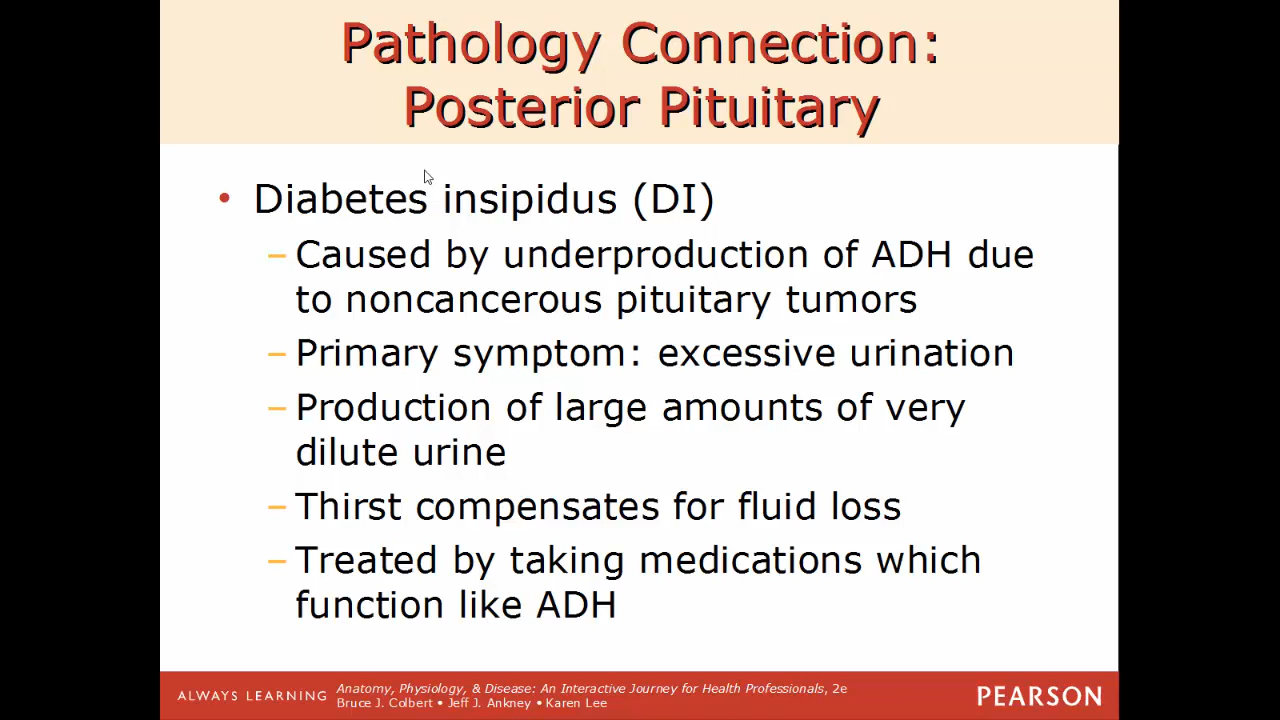 Pathology Connection:
Posterior Pituitary
• Diabetes insipidus (DI)
– Caused by underproduction of ADH due
to noncancerous pituitary tumors
– Primary symptom: excessive urination
– Production of large amounts of very
dilute urine
– Thirst compensates for fluid loss
– Treated by taking medications which
function like ADH
ALWAYS LEARNING
Anatomy, Physiology, & Disease: An Interactive Journey for Health Professionals, 2e
Bruce J. Colbert • Jeff J. Ankney • Karen Lee
PEARSON